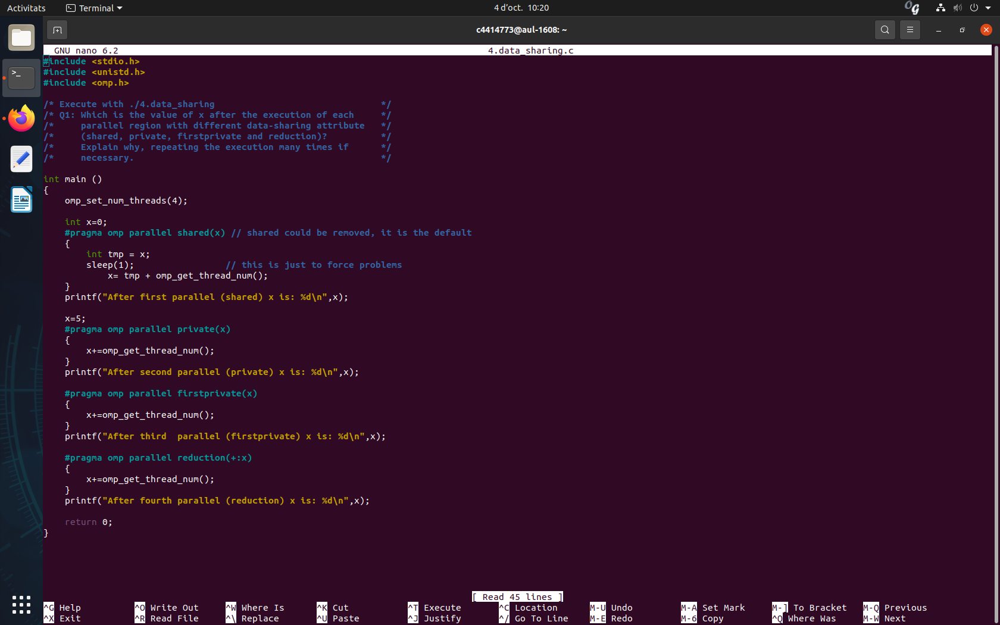 Activitats Terminal 4 d'oct. 10:20
c4414773@aul-1608: ~
GNU nano 6.2 4.data_sharing.c
#include <stdio.h>
#include <unistd.h>
#include <omp.h>
/* Execute with ./4.data_sharing */
/* Q1: Which is the value of x after the execution of each */
/* parallel region with different data-sharing attribute */
/* (shared, private, firstprivate and reduction)? */
/* Explain why, repeating the execution many times if */
/* necessary. */
int main ()
{
omp_set_num_threads(4);
int x=0;
#pragma omp parallel shared(x) // shared could be removed, it is the default
{
int tmp = x;
sleep(1); // this is just to force problems
x= tmp + omp_get_thread_num();
}
printf("After first parallel (shared) x is: %d\n",x);
x=5;
#pragma omp parallel private(x)
{
x+=omp_get_thread_num();
}
printf("After second parallel (private) x is: %d\n",x);
#pragma omp parallel firstprivate(x)
{
x+=omp_get_thread_num();
}
printf("After third  parallel (firstprivate) x is: %d\n",x);
#pragma omp parallel reduction(+:x)
{
x+=omp_get_thread_num();
}
printf("After fourth parallel (reduction) x is: %d\n",x);
return 0;
}
[ Read 45 lines ]
^G Help ^O Write Out ^W Where Is ^K Cut ^T Execute ^C Location M-U Undo M-A Set Mark M-] To Bracket M-Q Previous
^X Exit ^R Read File ^\ Replace ^U Paste ^J Justify ^/ Go To Line M-E Redo M-6 Copy ^Q Where Was M-W Next